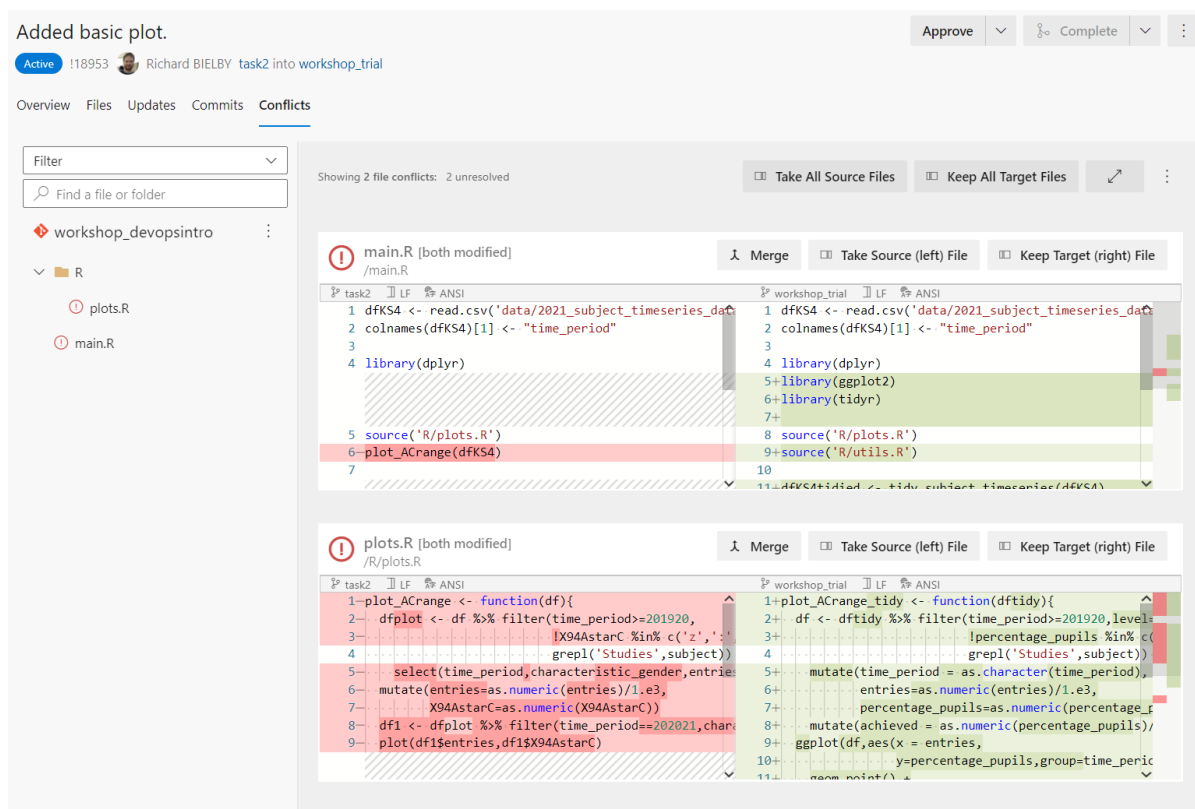 Added basic plot.
Approve
Complete
Active !18953 Richard BIELBY task2 into workshop_trial
Overview Files Updates Commits Conflicts
Filter
Find a file or folder
workshop_devopsintro
R
plots.R
main.R
Showing 2 file conflicts: 2 unresolved
Take All Source Files Keep All Target Files
main.R [both modified]
/main.R
Merge Take Source (left) File Keep Target (right) File
task2 LF ANSI
1 dfKS4 <- read.csv('data/2021_subject_timeseries_data
2 colnames(dfKS4)[1] <- "time_period"
3
4 library(dplyr)
5 source('R/plots.R')
6-plot_ACrange(dfKS4)
7
workshop_trial LF ANSI
1 dfKS4 <- read.csv('data/2021_subject_timeseries_data
2 colnames(dfKS4)[1] <- "time_period"
3
4 library(dplyr)
5+library(ggplot2)
6+library(tidyr)
7+
8 source('R/plots.R')
9+source('R/utils.R')
10
11+dfKS4tidied <- tidy_subject_timeseries(dfKS4)
plots.R [both modified]
/R/plots.R
Merge Take Source (left) File Keep Target (right) File
task2 LF ANSI
1-plot_ACrange <- function(df){
2- dfplot <- df %>% filter(time_period>=201920,
3- !X94AstarC %in% c('z',':'
4 grepl('Studies',subject))
5- select(time_period,characteristic_gender,entries
6- mutate(entries=as.numeric(entries)/1.e3,
7- X94AstarC=as.numeric(X94AstarC))
8- df1 <- dfplot %>% filter(time_period==202021,chara
9- plot(df1$entries,df1$X94AstarC)
workshop_trial LF ANSI
1+plot_ACrange_tidy <- function(dftidy){
2+ df <- dftidy %>% filter(time_period>=201920,level=
3+ !percentage_pupils %in% c(
4 grepl('Studies',subject))
5+ mutate(time_period = as.character(time_period),
6+ entries=as.numeric(entries)/1.e3,
7+ percentage_pupils=as.numeric(percentage_p
8+ mutate(achieved = as.numeric(percentage_pupils)/
9+ ggplot(df,aes(x = entries,
10+ y=percentage_pupils,group=time_perio
11+ geom_point() +